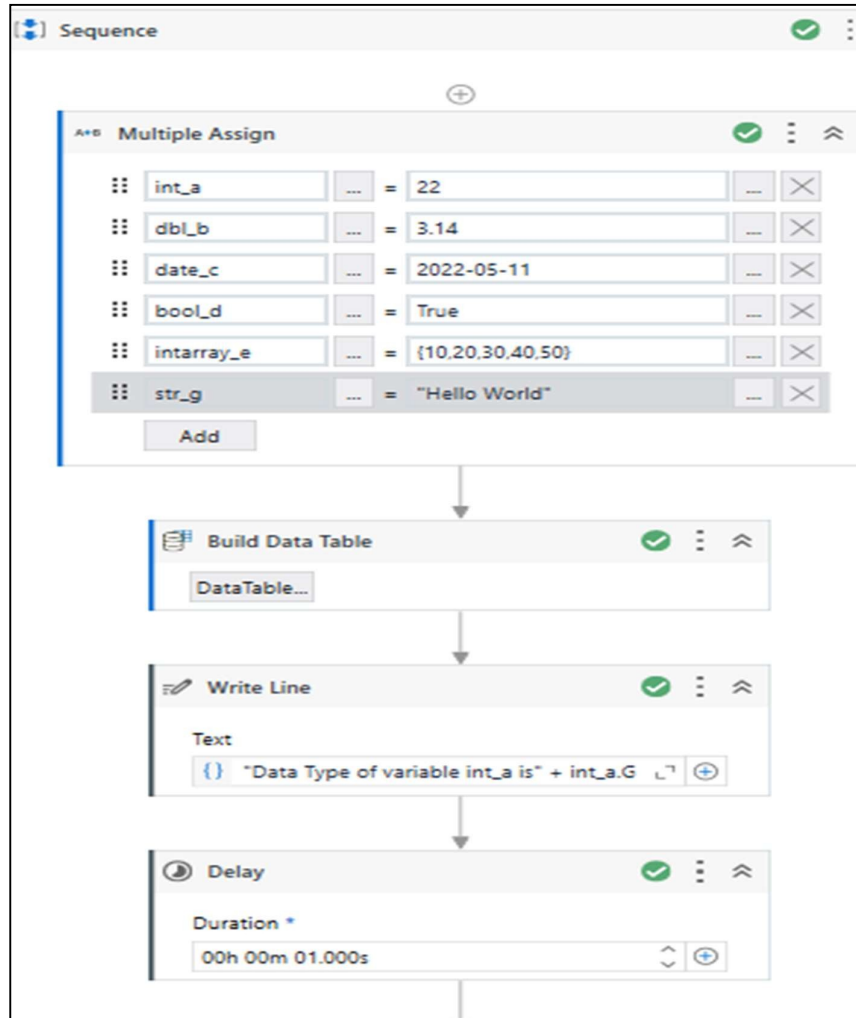 Sequence
A+B Multiple Assign
int_a ... = 22 ...
dbl_b ... = 3.14 ...
date_c ... = 2022-05-11 ...
bool_d ... = True ...
intarray_e ... = {10,20,30,40,50} ...
str_g ... = "Hello World" ...
Add
Build Data Table
DataTable...
Write Line
Text
{} "Data Type of variable int_a is" + int_a.G
Delay
Duration *
00h 00m 01.000s